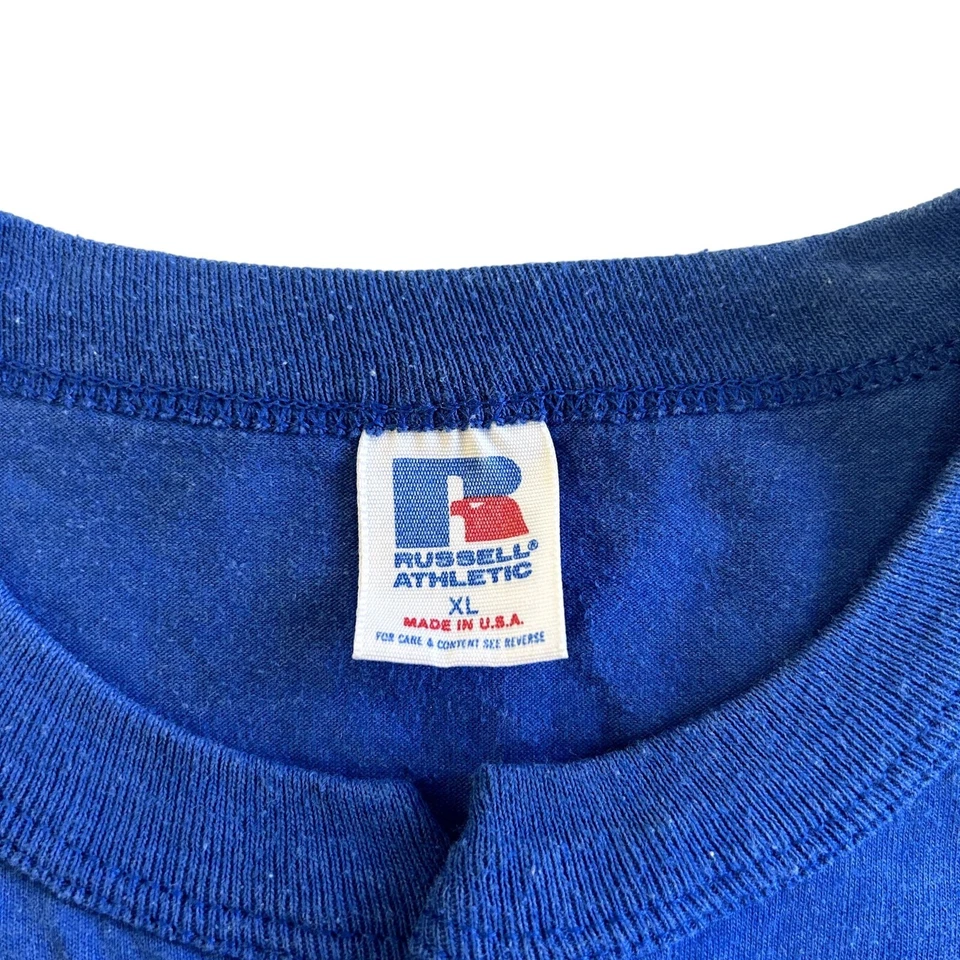 R
RUSSELL®
ATHLETIC
XL
MADE IN U.S.A.
FOR CARE & CONTENT SEE REVERSE